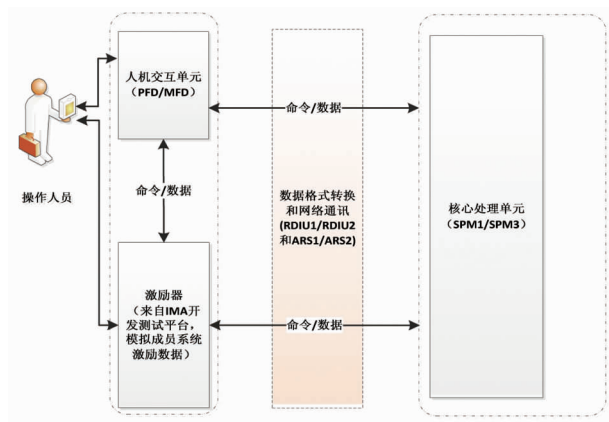 人机交互单元
（PFD/MFD）
操作人员
命令/数据
命令/数据
数据格式转换
和网络通讯
(RDIU1/RDIU2
和ARS1/ARS2)
核心处理单元
（SPM1/SPM3）
激励器
（来自IMA开
发测试平台，
模拟成员系统
激励数据）
命令/数据